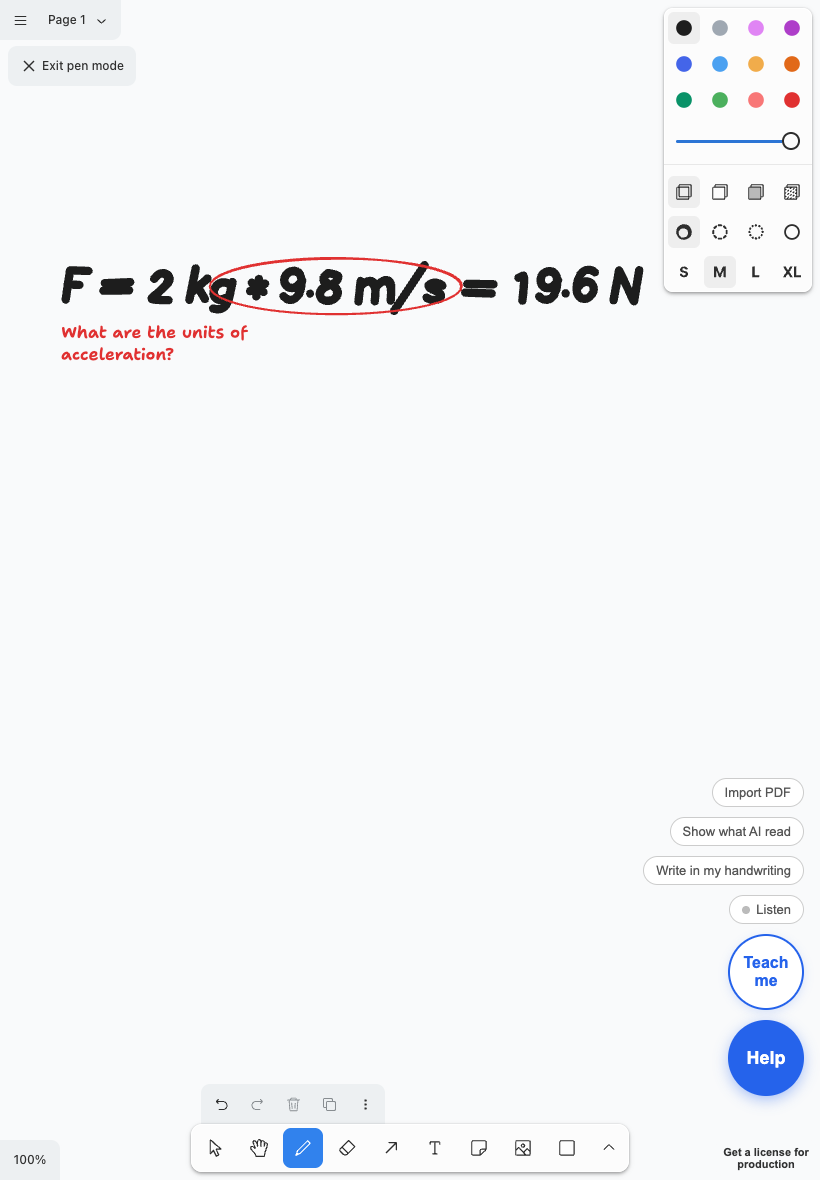 Page 1
Exit pen mode
F = 2 kg * 9.8 m/s = 19.6 N
What are the units of
acceleration?
S M L XL
Import PDF
Show what AI read
Write in my handwriting
Listen
Teach
me
Help
100%
Get a license for
production